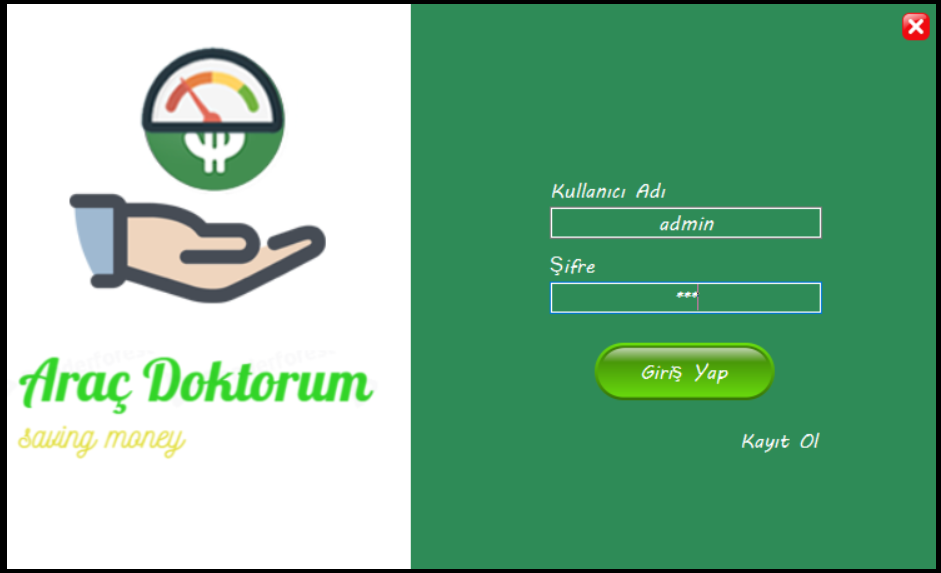 Araç Doktorum
saving money
Kullanıcı Adı
admin
Şifre
***
Giriş Yap
Kayıt Ol